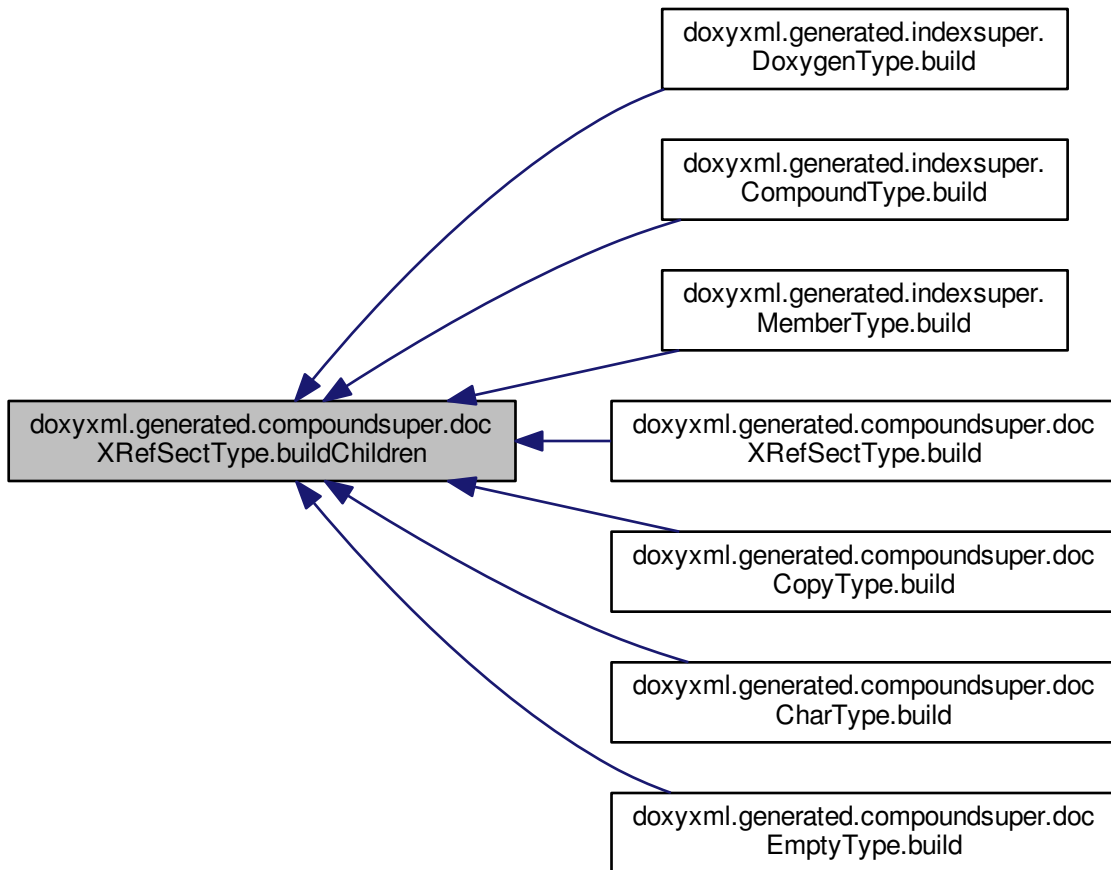 doxyxml.generated.indexsuper.
DoxygenType.build
doxyxml.generated.indexsuper.
CompoundType.build
doxyxml.generated.indexsuper.
MemberType.build
doxyxml.generated.compoundsuper.doc
XRefSectType.buildChildren
doxyxml.generated.compoundsuper.doc
XRefSectType.build
doxyxml.generated.compoundsuper.doc
CopyType.build
doxyxml.generated.compoundsuper.doc
CharType.build
doxyxml.generated.compoundsuper.doc
EmptyType.build